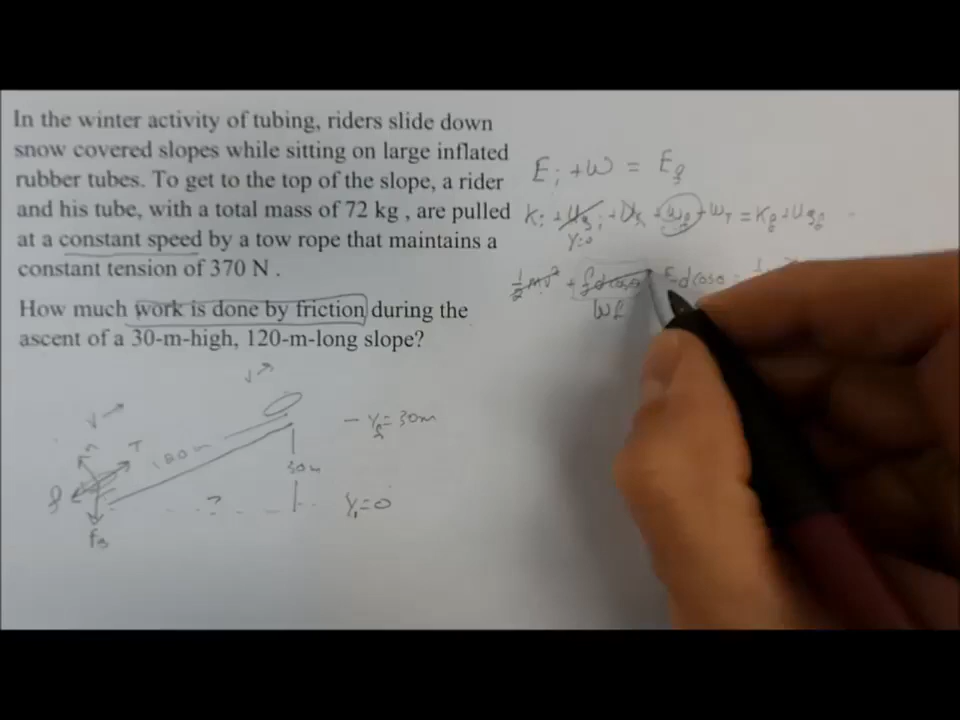 In the winter activity of tubing, riders slide down
snow covered slopes while sitting on large inflated
rubber tubes. To get to the top of the slope, a rider
and his tube, with a total mass of 72 kg , are pulled
at a constant speed by a tow rope that maintains a
constant tension of 370 N .
How much work is done by friction during the
ascent of a 30-m-high, 120-m-long slope?
Ei + W = Ef
Y=0
Wf
V
V
n
T
120 m
- Yf = 30m
30m
f
?
Yi=0